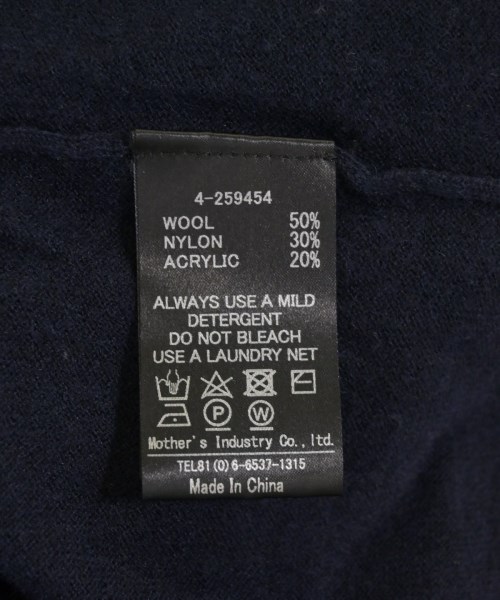 4-259454
WOOL 50%
NYLON 30%
ACRYLIC 20%
ALWAYS USE A MILD
DETERGENT
DO NOT BLEACH
USE A LAUNDRY NET
P W
Mother's Industry Co., ltd.
TEL81(0)6-6537-1315
Made In China